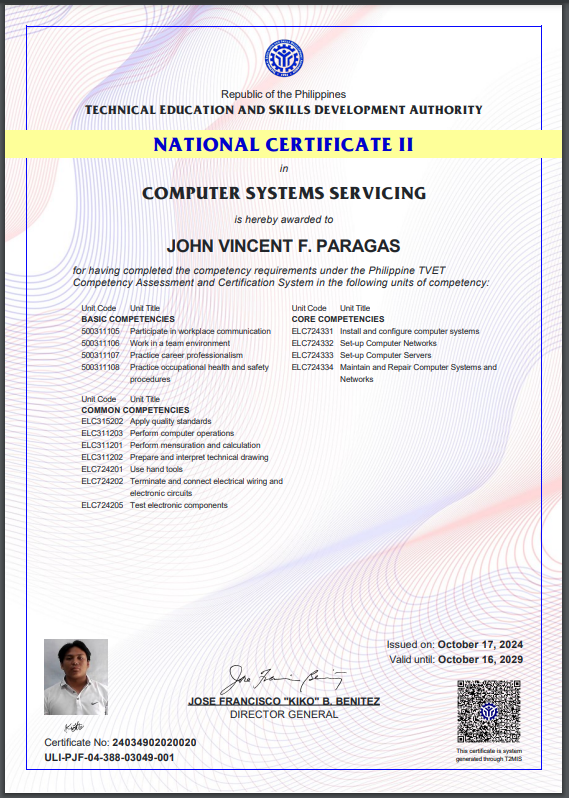 Republic of the Philippines
TECHNICAL EDUCATION AND SKILLS DEVELOPMENT AUTHORITY
NATIONAL CERTIFICATE II
in
COMPUTER SYSTEMS SERVICING
is hereby awarded to
JOHN VINCENT F. PARAGAS
for having completed the competency requirements under the Philippine TVET
Competency Assessment and Certification System in the following units of competency:
Unit Code Unit Title
BASIC COMPETENCIES
500311105 Participate in workplace communication
500311106 Work in a team environment
500311107 Practice career professionalism
500311108 Practice occupational health and safety
procedures
Unit Code Unit Title
COMMON COMPETENCIES
ELC315202 Apply quality standards
ELC311203 Perform computer operations
ELC311201 Perform mensuration and calculation
ELC311202 Prepare and interpret technical drawing
ELC724201 Use hand tools
ELC724202 Terminate and connect electrical wiring and
electronic circuits
ELC724205 Test electronic components
Unit Code Unit Title
CORE COMPETENCIES
ELC724331 Install and configure computer systems
ELC724332 Set-up Computer Networks
ELC724333 Set-up Computer Servers
ELC724334 Maintain and Repair Computer Systems and
Networks
Issued on: October 17, 2024
Valid until: October 16, 2029
JOSE FRANCISCO "KIKO" B. BENITEZ
DIRECTOR GENERAL
Certificate No: 24034902020020
ULI-PJF-04-388-03049-001
This certificate is system
generated through T2MIS